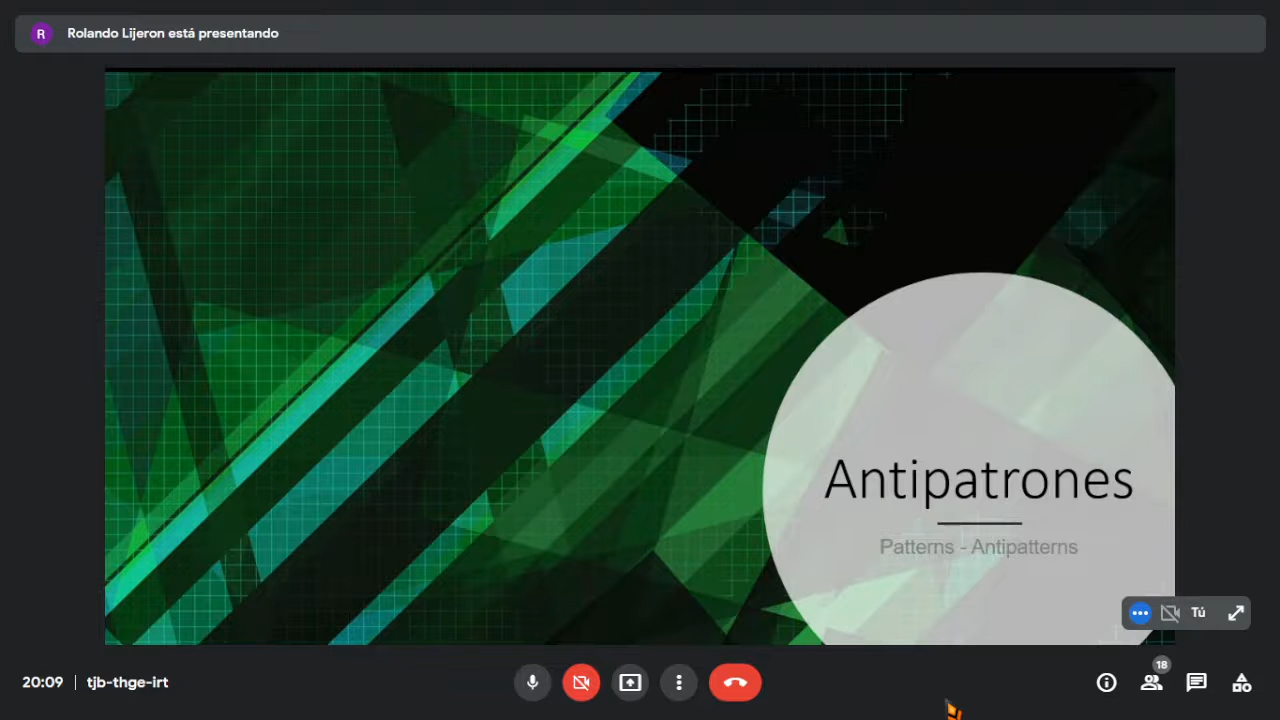 R
Rolando Lijeron está presentando
Antipatrones
Patterns - Antipatterns
Tú
20:09 | tjb-thge-irt
18